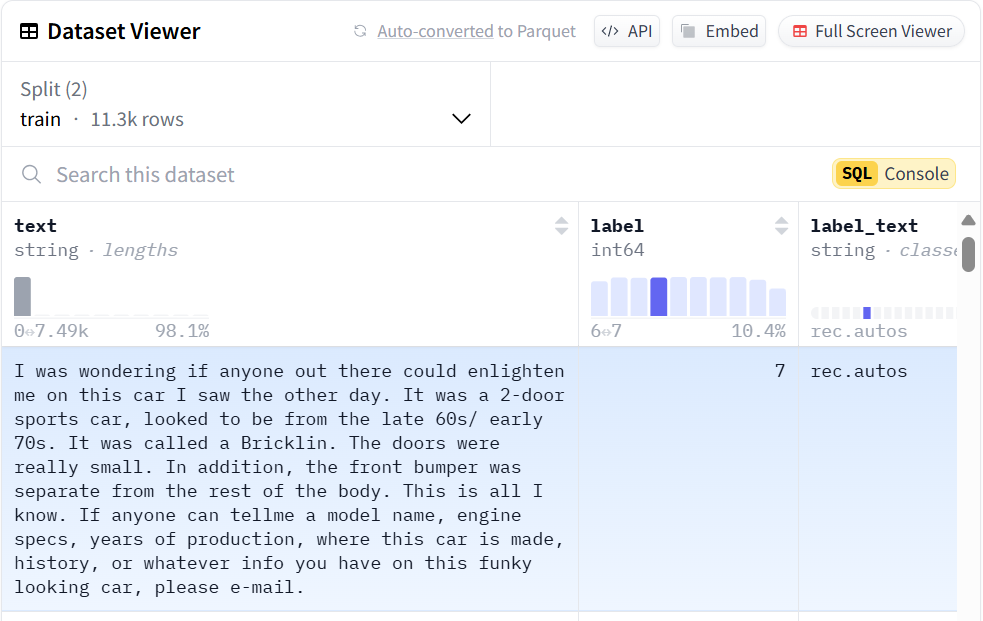 Dataset Viewer
Auto-converted to Parquet
API
Embed
Full Screen Viewer
Split (2)
train · 11.3k rows
Search this dataset
SQL Console
text
string · lengths
label
int64
label_text
string · classe
0↔7.49k
98.1%
6↔7
10.4%
rec.autos
I was wondering if anyone out there could enlighten
me on this car I saw the other day. It was a 2-door
sports car, looked to be from the late 60s/ early
70s. It was called a Bricklin. The doors were
really small. In addition, the front bumper was
separate from the rest of the body. This is all I
know. If anyone can tellme a model name, engine
specs, years of production, where this car is made,
history, or whatever info you have on this funky
looking car, please e-mail.
7
rec.autos